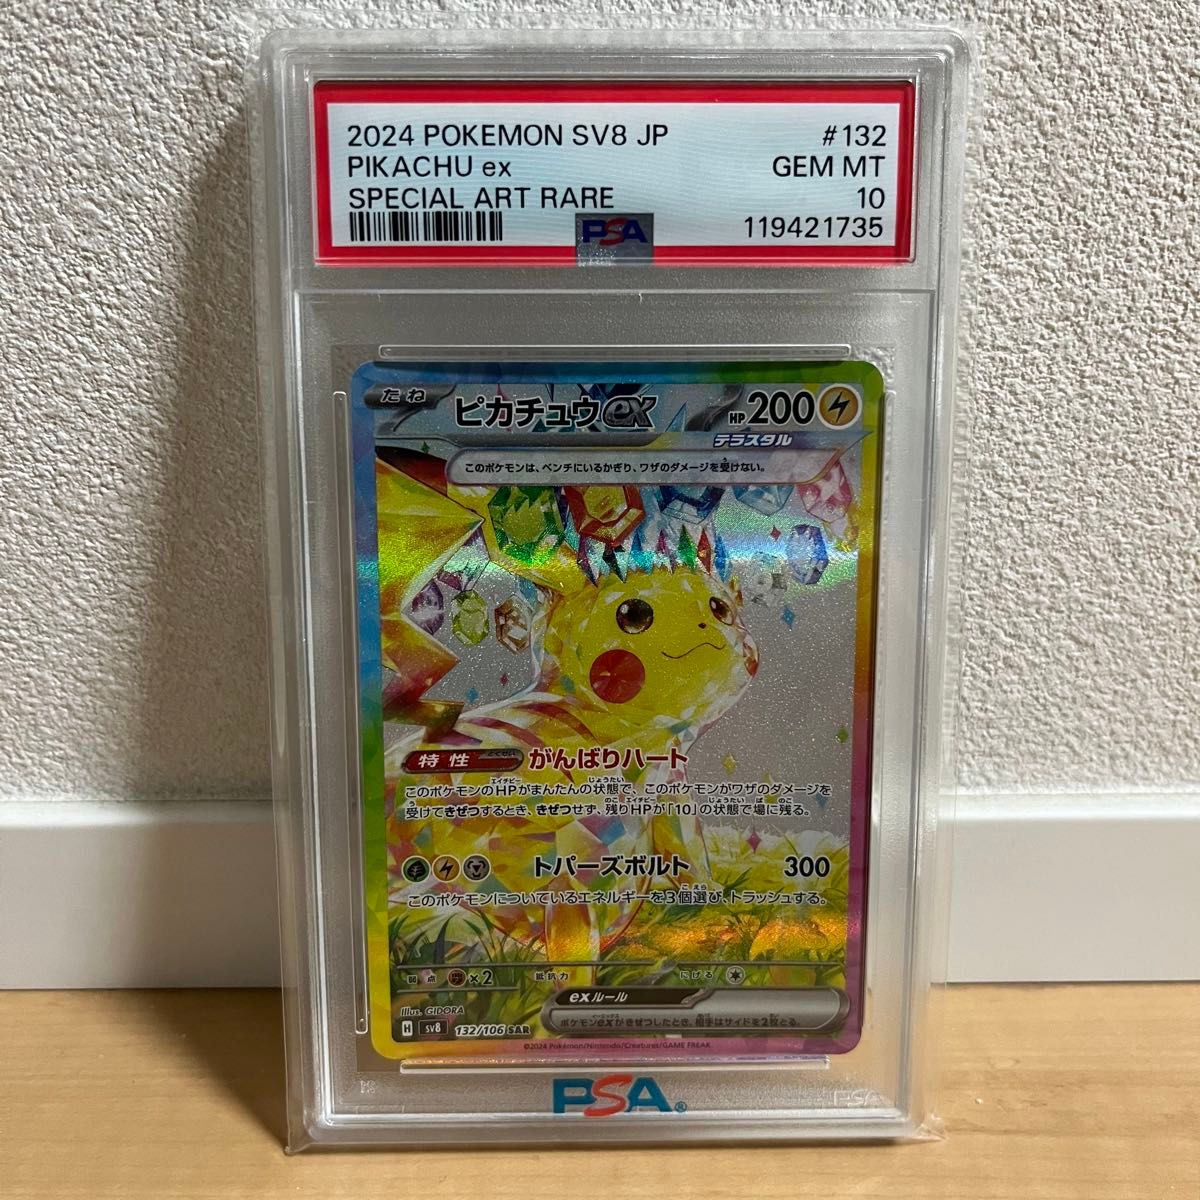 2024 POKEMON SV8 JP #132
PIKACHU ex GEM MT
SPECIAL ART RARE 10
PSA 119421735
たね ピカチュウex HP200
テラスタル
このポケモンは、ベンチにいるかぎり、ワザのダメージを受けない。
特性 とくせい がんばりハート
このポケモンのHPがまんたんの状態で、このポケモンがワザのダメージを
受けてきぜつするとき、きぜつせず、残りHPが「10」の状態で場に残る。
トパーズボルト 300
このポケモンについているエネルギーを3個選び、トラッシュする。
弱点 ×2 抵抗力 にげる
exルール
ポケモンexがきぜつしたとき、相手はサイドを2枚とる。
Illus. GIDORA
H SV8 132/106 SAR
©2024 Pokémon/Nintendo/Creatures/GAME FREAK
PSA®